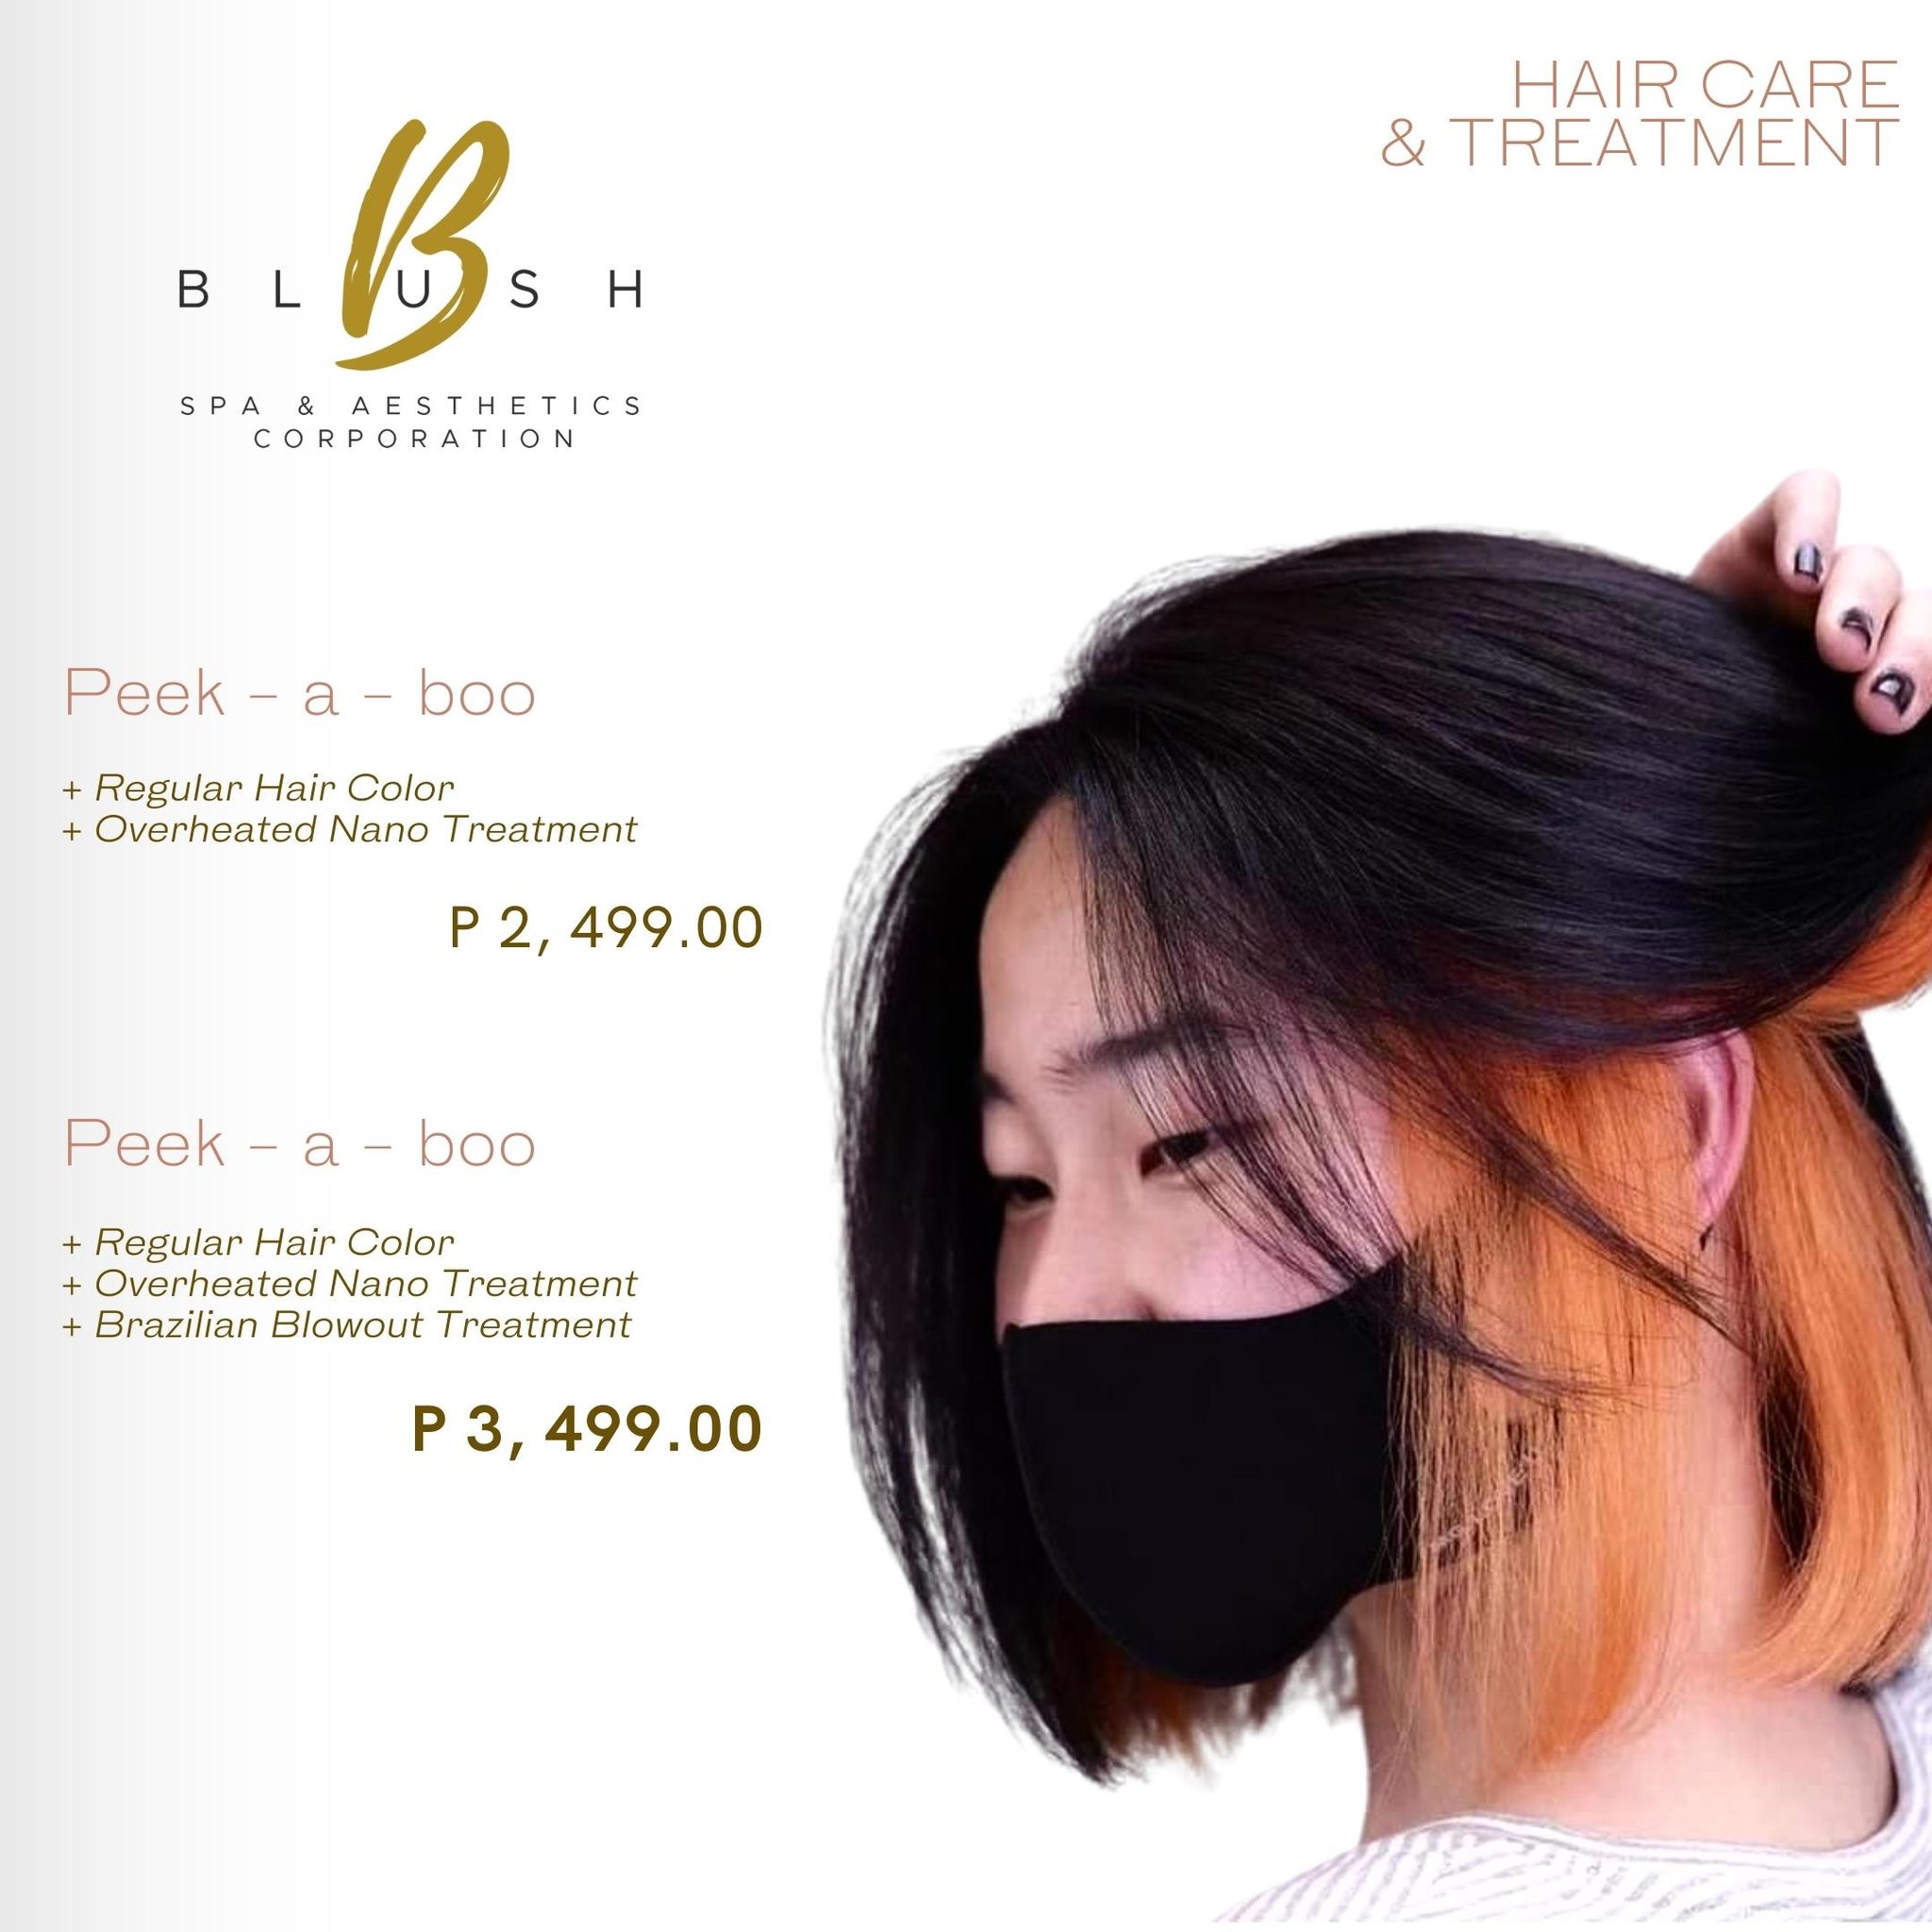 HAIR CARE
& TREATMENT
B
BLUSH
SPA & AESTHETICS
CORPORATION
Peek - a - boo
+ Regular Hair Color
+ Overheated Nano Treatment
P 2, 499.00
Peek - a - boo
+ Regular Hair Color
+ Overheated Nano Treatment
+ Brazilian Blowout Treatment
P 3, 499.00